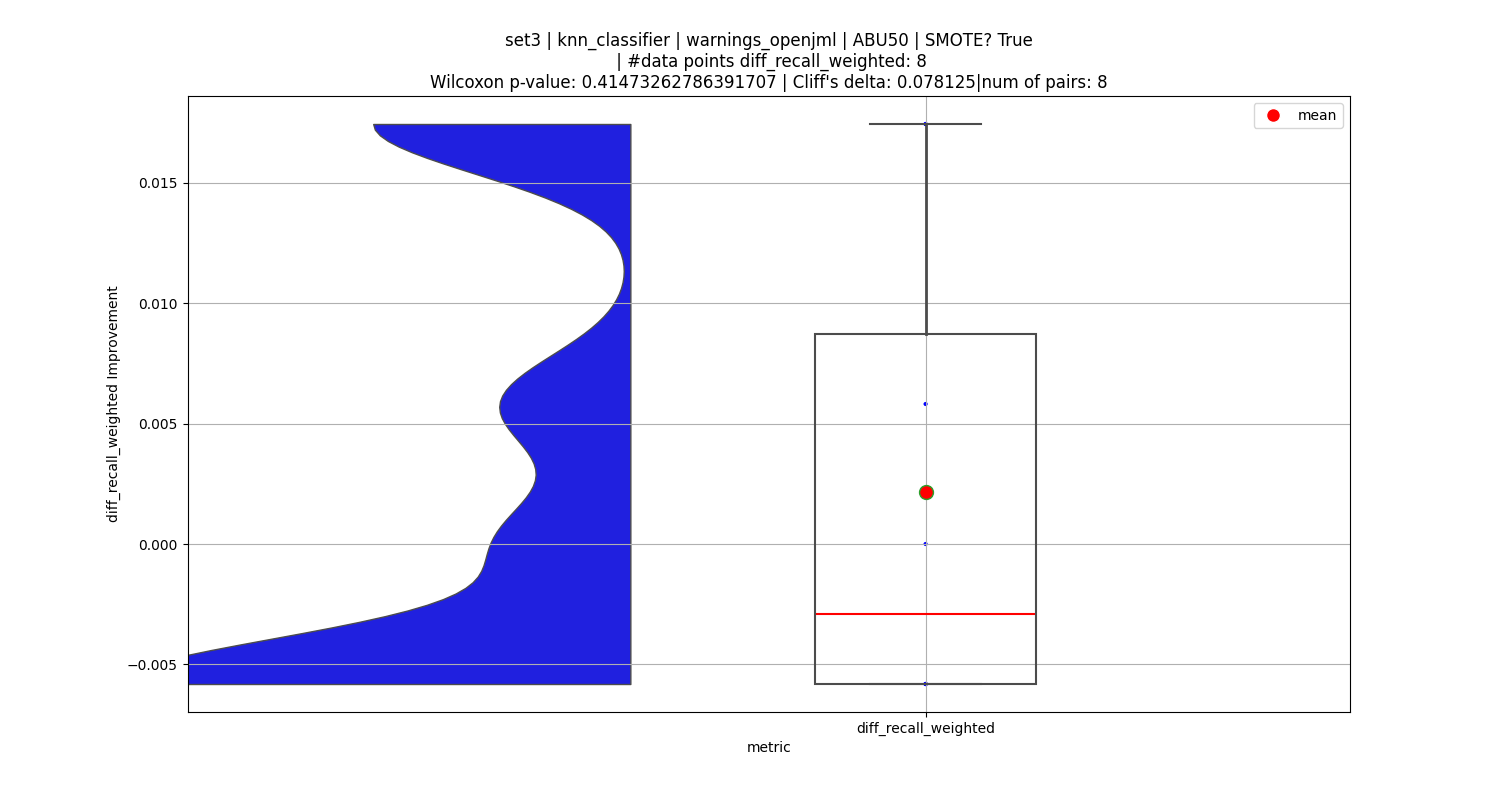 set3 | knn_classifier | warnings_openjml | ABU50 | SMOTE? True
| #data points diff_recall_weighted: 8
Wilcoxon p-value: 0.41473262786391707 | Cliff's delta: 0.078125|num of pairs: 8
mean
0.015
0.010
0.005
0.000
−0.005
diff_recall_weighted Improvement
diff_recall_weighted
metric